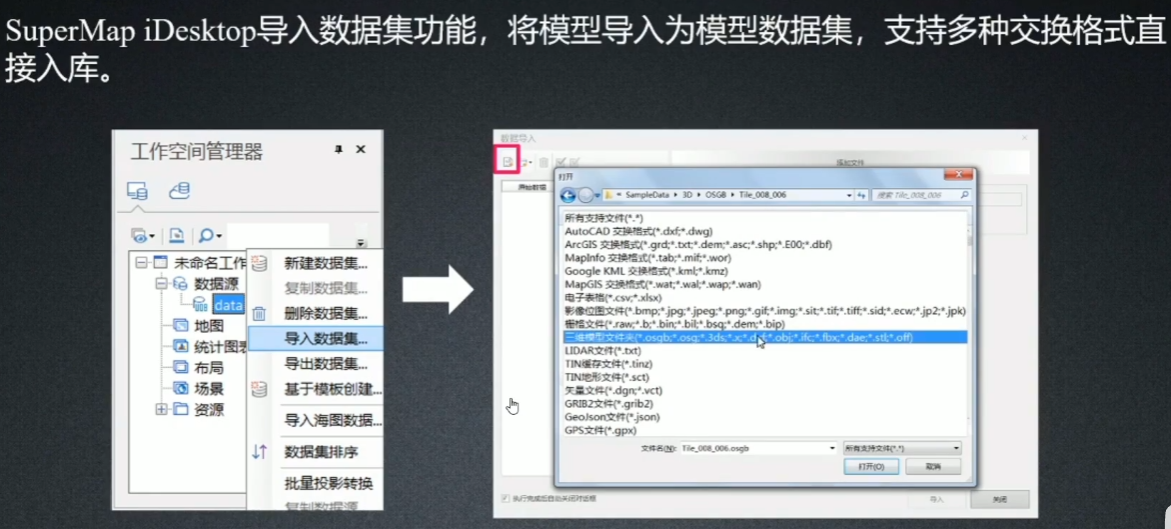 SuperMap iDesktop导入数据集功能，将模型导入为模型数据集，支持多种交换格式直
接入库。
工作空间管理器
未命名工作
数据源
data
地图
统计图表
布局
场景
资源
新建数据集...
复制数据集...
删除数据集...
导入数据集...
导出数据集...
基于模板创建...
导入海图数据...
数据集排序
批量投影转换
复制数据源
数据导入
添加文件
原始数据
打开
SampleData
3D
OSGB
Tile_008_006
搜索 Tile_008_006
所有支持文件(*.*)
AutoCAD 交换格式(*.dxf;*.dwg)
ArcGIS 交换格式(*.grd;*.txt;*.dem;*.asc;*.shp;*.E00;*.dbf)
MapInfo 交换格式(*.tab;*.mif;*.wor)
Google KML 交换格式(*.kml;*.kmz)
MapGIS 交换格式(*.wat;*.wal;*.wap;*.wan)
电子表格(*.csv;*.xlsx)
影像位图文件(*.bmp;*.jpg;*.jpeg;*.png;*.gif;*.img;*.sit;*.tif;*.tiff;*.sid;*.ecw;*.jp2;*.jpk)
栅格文件(*.raw;*.b;*.bin;*.bil;*.bsq;*.dem;*.bip)
三维模型文件夹(*.osgb;*.osg;*.3ds;*.x;*.dxf;*.obj;*.ifc;*.fbx;*.dae;*.stl;*.off)
LIDAR文件(*.txt)
TIN缓存文件(*.tinz)
TIN地形文件(*.sct)
矢量文件(*.dgn;*.vct)
GRIB2文件(*.grib2)
GeoJson文件(*.json)
GPS文件(*.gpx)
文件名(N):
Tile_008_006.osgb
所有支持文件(*.*)
打开(O)
取消
执行完成后自动关闭对话框
导入
关闭